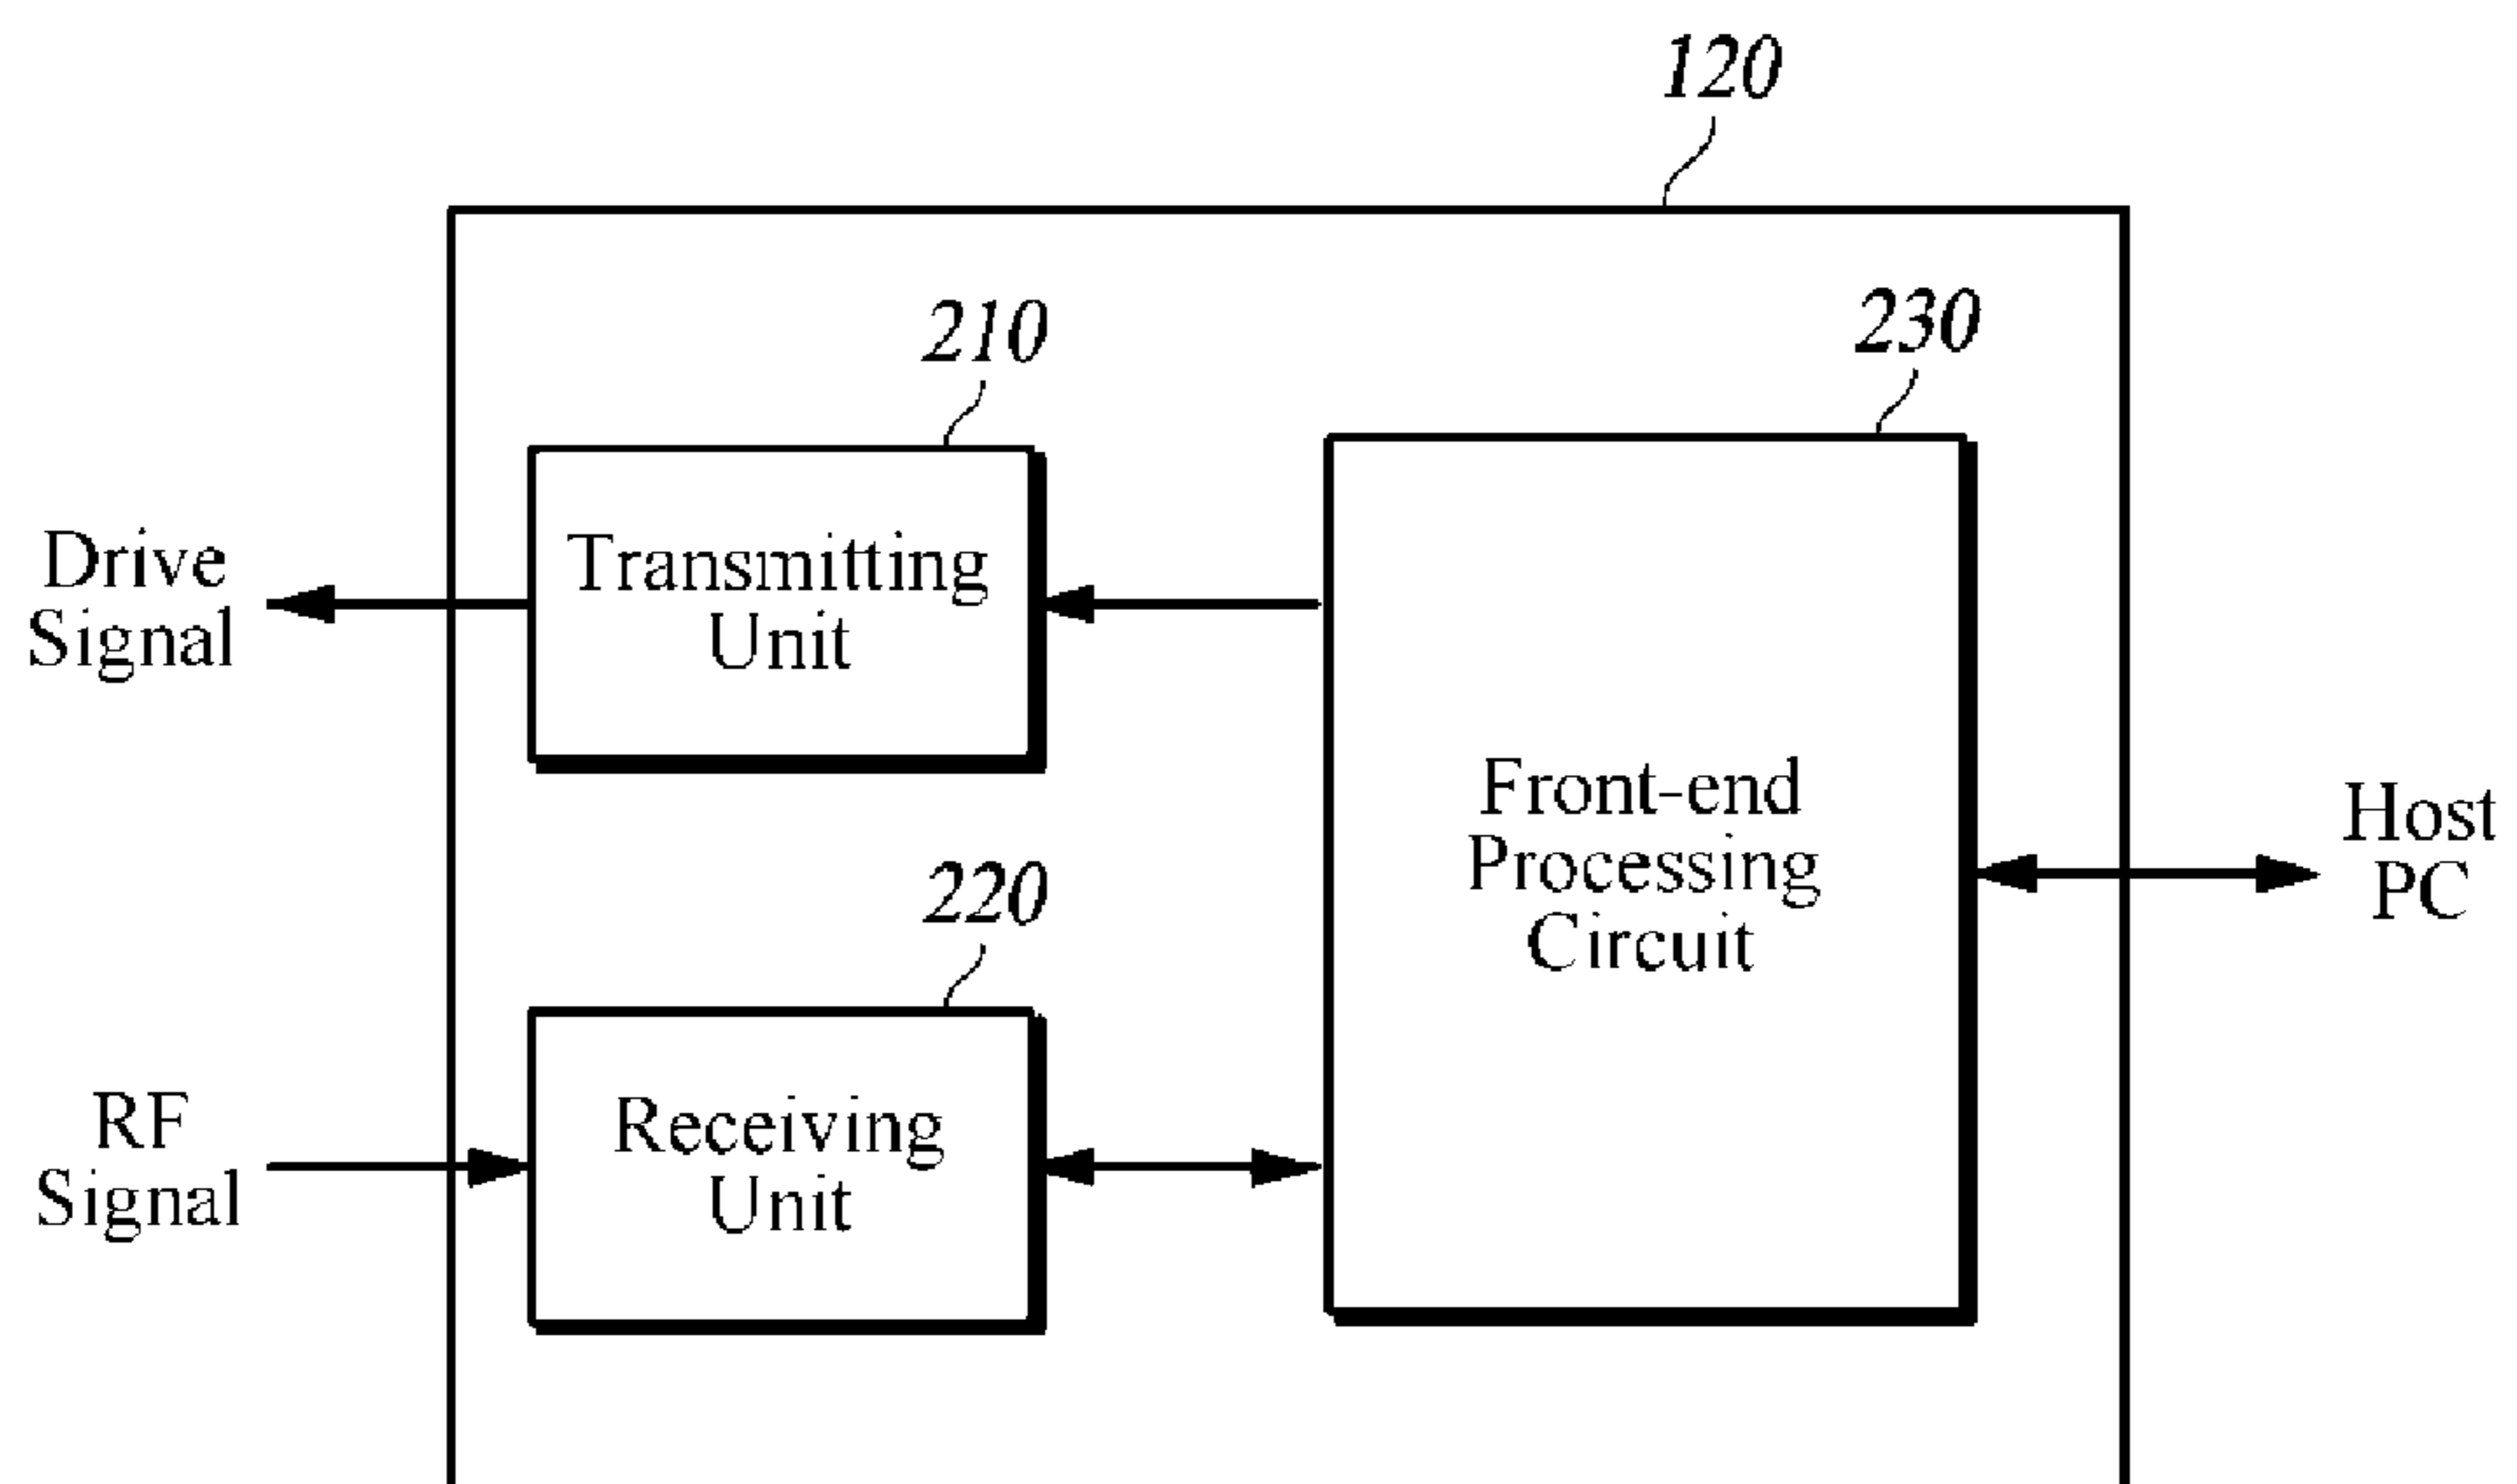 120
210
230
Drive
Signal
Transmitting
Unit
Front-end
Processing
Circuit
Host
PC
220
RF
Signal
Receiving
Unit